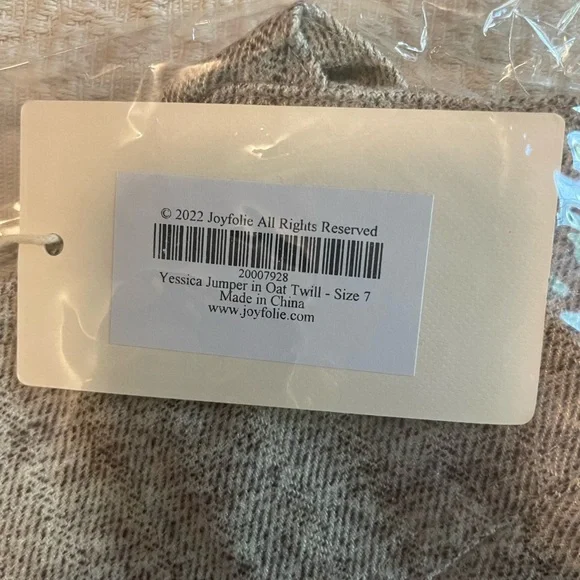 © 2022 Joyfolie All Rights Reserved
20007928
Yessica Jumper in Oat Twill - Size 7
Made in China
www.joyfolie.com